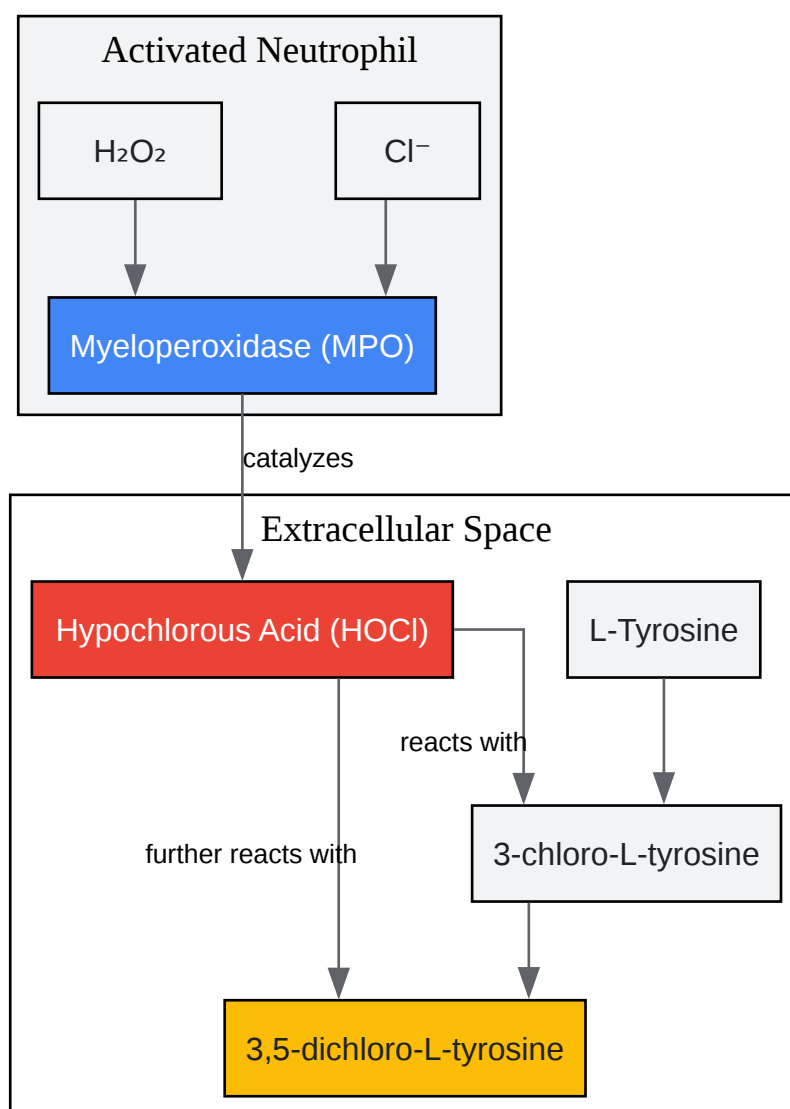 Activated Neutrophil
H₂O₂
Cl⁻
Myeloperoxidase (MPO)
catalyzes
Extracellular Space
Hypochlorous Acid (HOCl)
L-Tyrosine
reacts with
3-chloro-L-tyrosine
further reacts with
3,5-dichloro-L-tyrosine